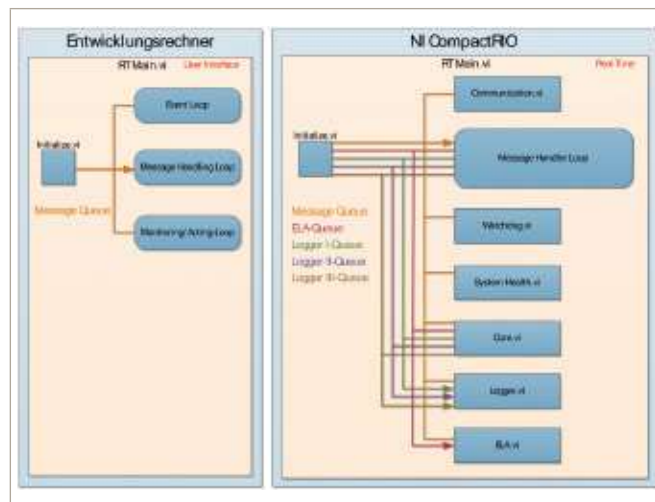 Entwicklungsrechner
RTMain.vi
User Interface
Event Loop
Initialize.vi
Message Handling Loop
Message Queue
Monitoring/Acting-Loop
NI CompactRIO
RTMain.vi
Real-Time
Communication.vi
Initialize.vi
Message Handler Loop
Message Queue
ELA-Queue
Logger I-Queue
Logger II-Queue
Logger III-Queue
Watchdog.vi
System Health.vi
Core.vi
Logger.vi
ELA.vi